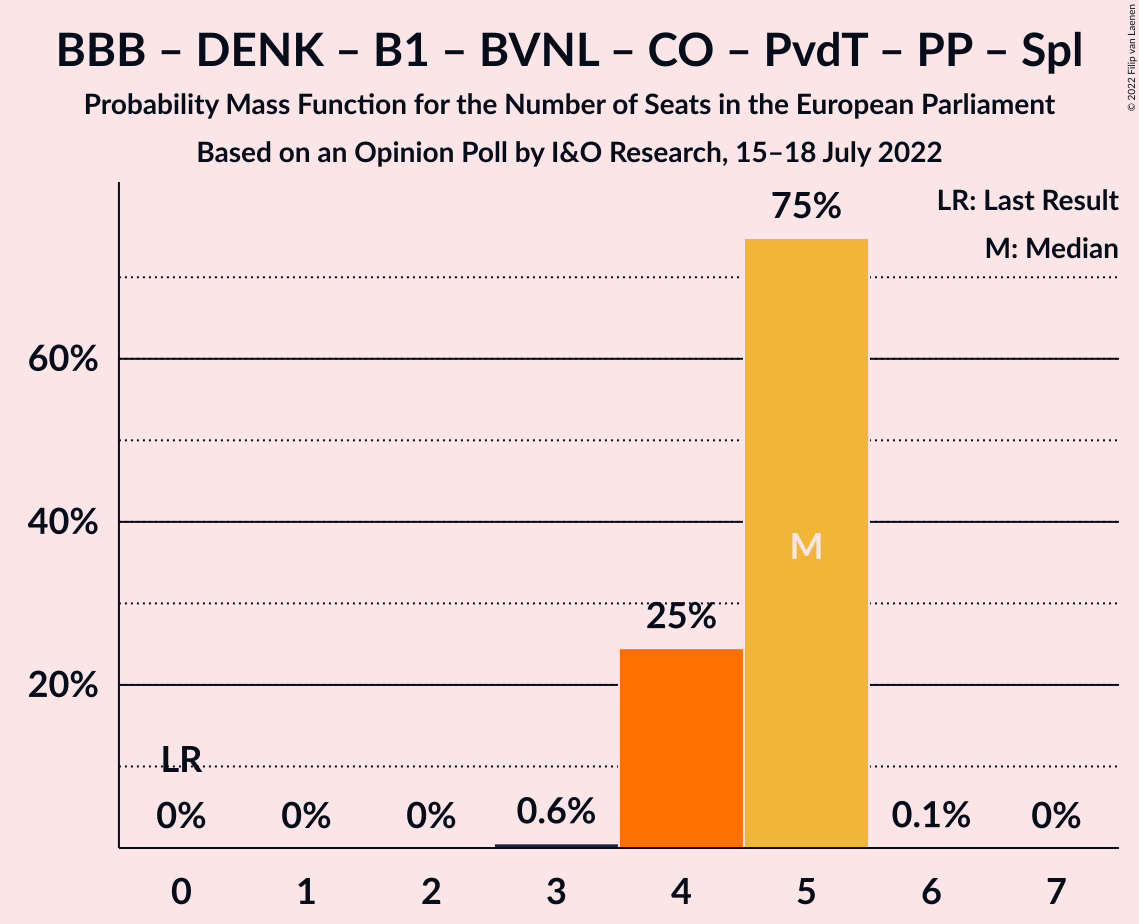 BBB – DENK – B1 – BVNL – CO – PvdT – PP – Spl
Probability Mass Function for the Number of Seats in the European Parliament
Based on an Opinion Poll by I&O Research, 15–18 July 2022
© 2022 Filip van Laenen
LR: Last Result
M: Median
75%
60%
40%
M
25%
20%
LR
0% 0% 0% 0.6% 0.1% 0%
0 1 2 3 4 5 6 7